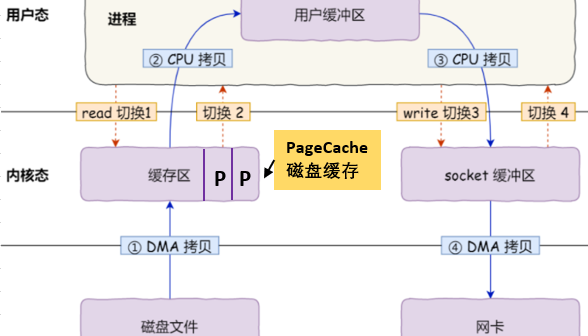 用户态
进程
用户缓冲区
② CPU 拷贝
③ CPU 拷贝
read 切换1
切换 2
write 切换3
切换 4
PageCache
磁盘缓存
内核态
缓存区
P
P
socket 缓冲区
① DMA 拷贝
④ DMA 拷贝
磁盘文件
网卡